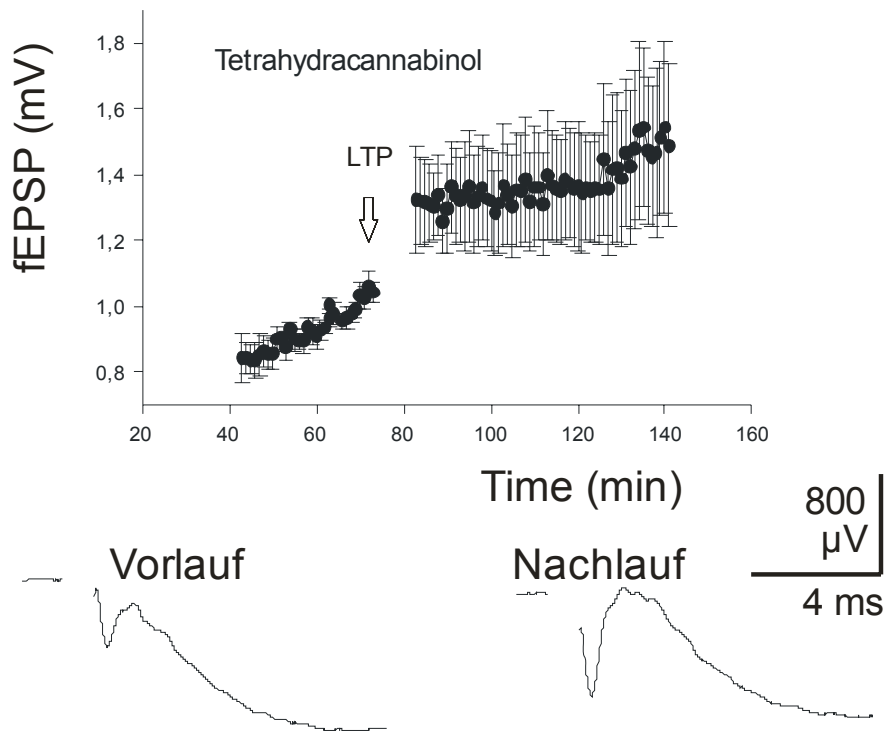 fEPSP (mV)
1,8
1,6
1,4
1,2
1,0
0,8
Tetrahydracannabinol
LTP
20 40 60 80 100 120 140 160
Time (min)
Vorlauf
Nachlauf
800
µV
4 ms